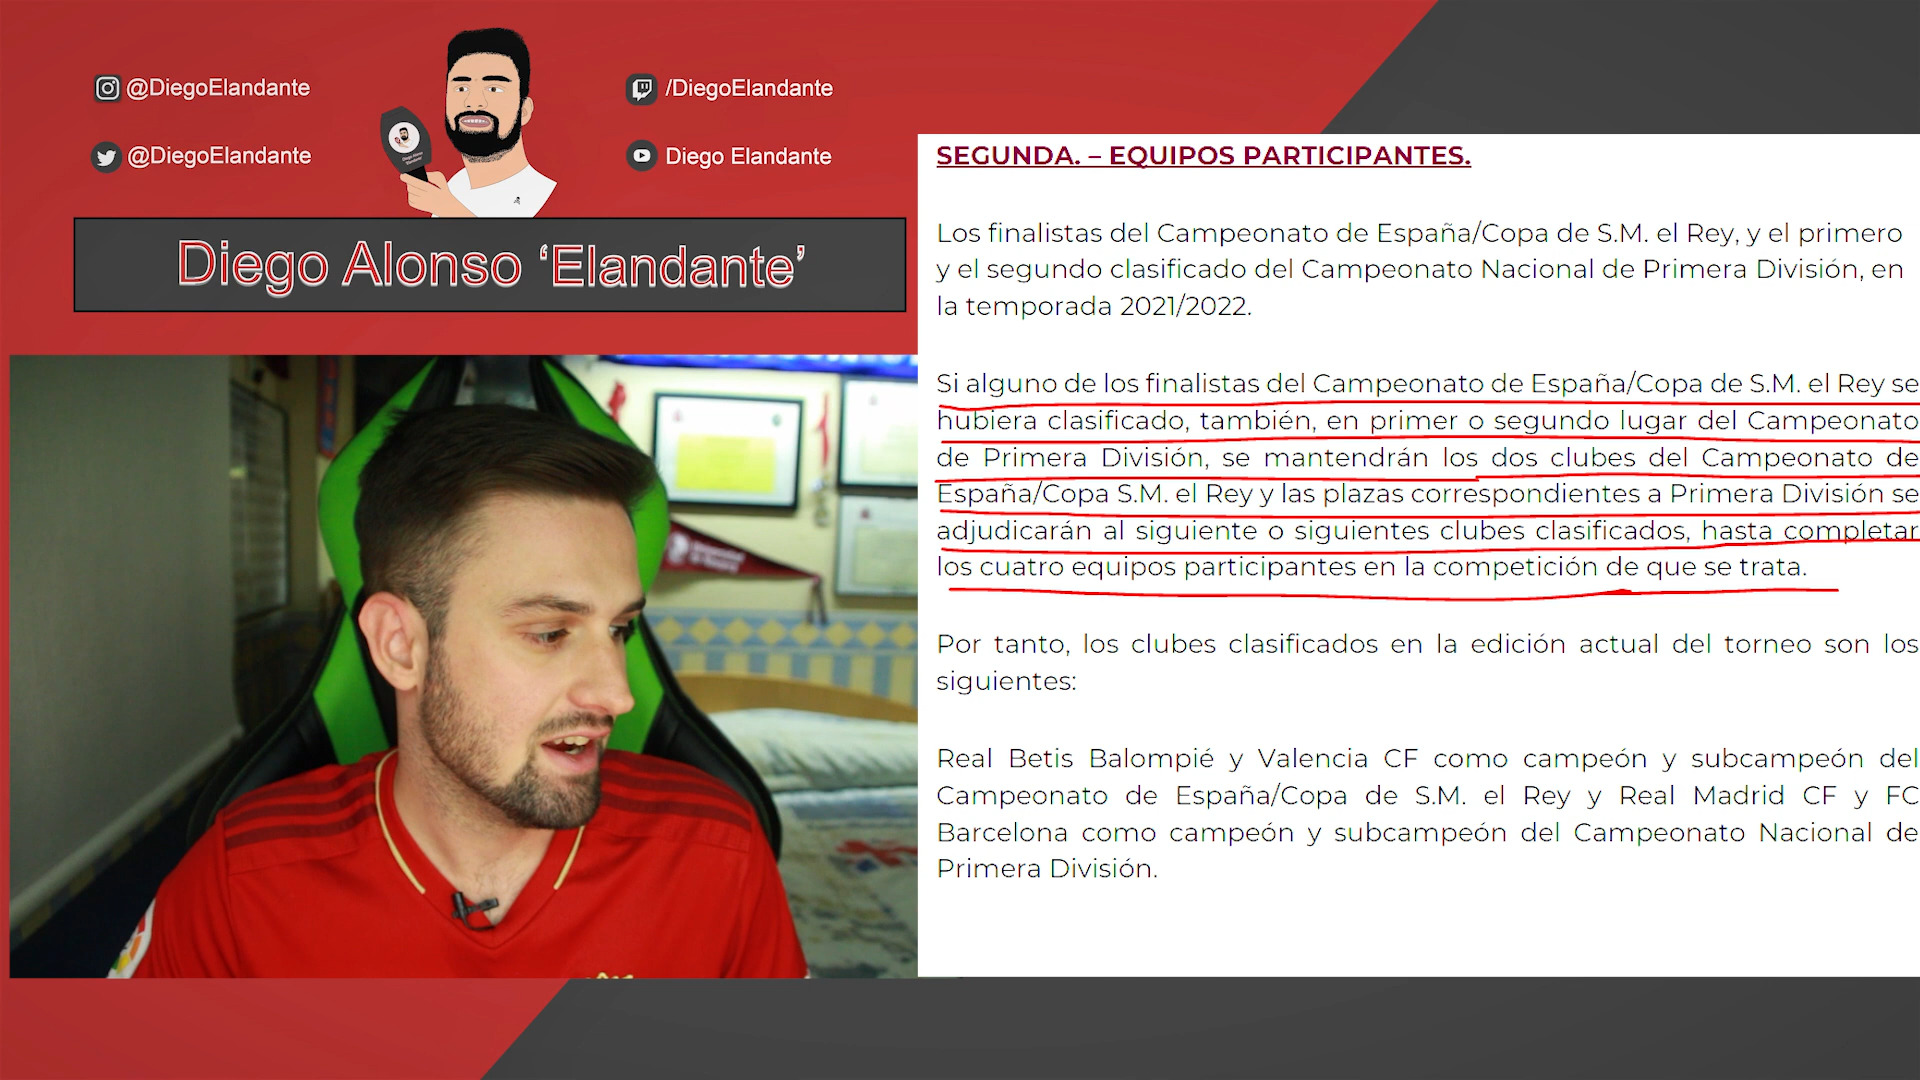 @DiegoElandante
/DiegoElandante
@DiegoElandante
Diego Elandante
Diego Alonso 'Elandante'
SEGUNDA. – EQUIPOS PARTICIPANTES.
Los finalistas del Campeonato de España/Copa de S.M. el Rey, y el primero
y el segundo clasificado del Campeonato Nacional de Primera División, en
la temporada 2021/2022.
Si alguno de los finalistas del Campeonato de España/Copa de S.M. el Rey se
hubiera clasificado, también, en primer o segundo lugar del Campeonato
de Primera División, se mantendrán los dos clubes del Campeonato de
España/Copa S.M. el Rey y las plazas correspondientes a Primera División se
adjudicarán al siguiente o siguientes clubes clasificados, hasta completar
los cuatro equipos participantes en la competición de que se trata.
Por tanto, los clubes clasificados en la edición actual del torneo son los
siguientes:
Real Betis Balompié y Valencia CF como campeón y subcampeón del
Campeonato de España/Copa de S.M. el Rey y Real Madrid CF y FC
Barcelona como campeón y subcampeón del Campeonato Nacional de
Primera División.